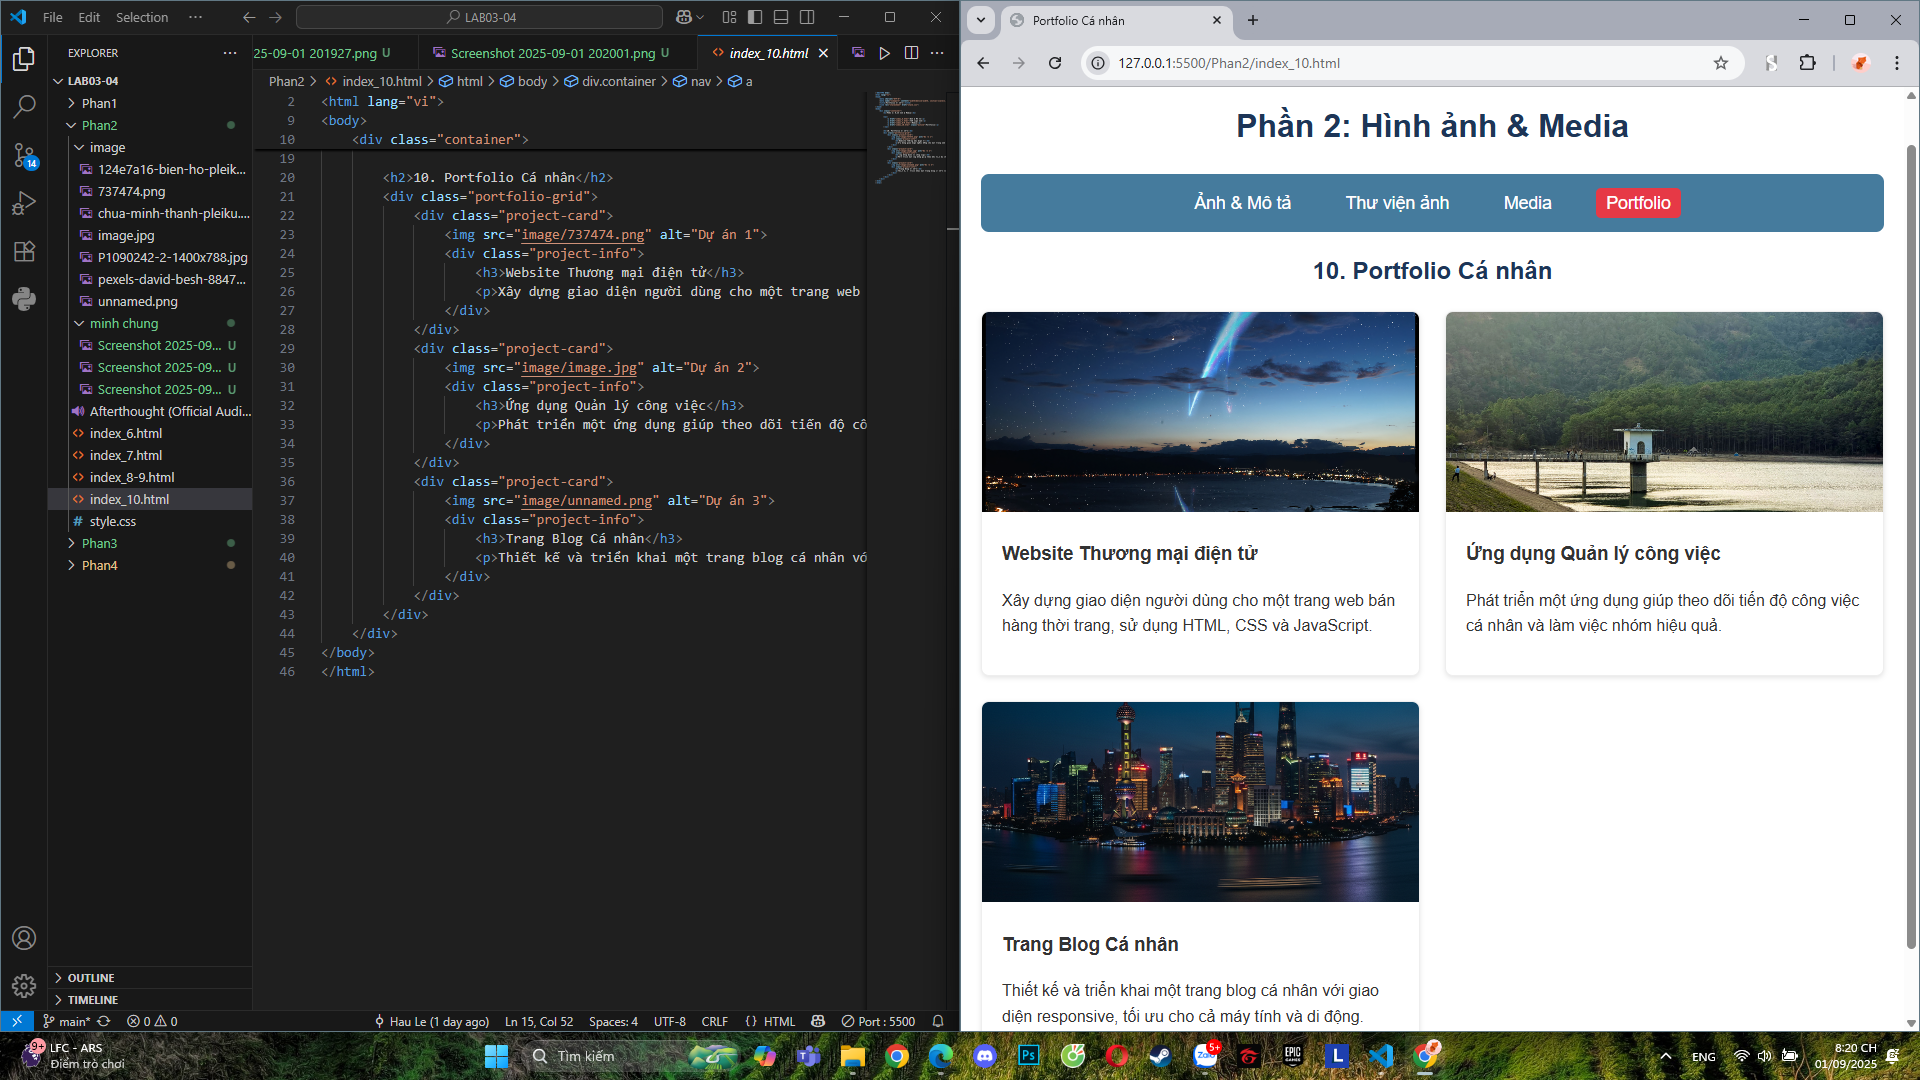 File Edit Selection ···
LAB03-04
EXPLORER
LAB03-04
Phan1
Phan2
image
124e7a16-bien-ho-pleik...
737474.png
chua-minh-thanh-pleiku....
image.jpg
P1090242-2-1400x788.jpg
pexels-david-besh-8847...
unnamed.png
minh chung
Screenshot 2025-09... U
Screenshot 2025-09... U
Screenshot 2025-09... U
Afterthought (Official Audi...
index_6.html
index_7.html
index_8-9.html
index_10.html
style.css
Phan3
Phan4
OUTLINE
TIMELINE
14
25-09-01 201927.png U
Screenshot 2025-09-01 202001.png U
index_10.html
Phan2 > index_10.html > html > body > div.container > nav > a
2 <html lang="vi">
9 <body>
10 <div class="container">
19
20 <h2>10. Portfolio Cá nhân</h2>
21 <div class="portfolio-grid">
22 <div class="project-card">
23 <img src="image/737474.png" alt="Dự án 1">
24 <div class="project-info">
25 <h3>Website Thương mại điện tử</h3>
26 <p>Xây dựng giao diện người dùng cho một trang web
27 </div>
28 </div>
29 <div class="project-card">
30 <img src="image/image.jpg" alt="Dự án 2">
31 <div class="project-info">
32 <h3>Ứng dụng Quản lý công việc</h3>
33 <p>Phát triển một ứng dụng giúp theo dõi tiến độ cô
34 </div>
35 </div>
36 <div class="project-card">
37 <img src="image/unnamed.png" alt="Dự án 3">
38 <div class="project-info">
39 <h3>Trang Blog Cá nhân</h3>
40 <p>Thiết kế và triển khai một trang blog cá nhân vớ
41 </div>
42 </div>
43 </div>
44 </div>
45 </body>
46 </html>
main* 0 0 Hau Le (1 day ago) Ln 15, Col 52 Spaces: 4 UTF-8 CRLF {} HTML Port : 5500
Portfolio Cá nhân
127.0.0.1:5500/Phan2/index_10.html
Phần 2: Hình ảnh & Media
Ảnh & Mô tả Thư viện ảnh Media Portfolio
10. Portfolio Cá nhân
Website Thương mại điện tử
Xây dựng giao diện người dùng cho một trang web bán
hàng thời trang, sử dụng HTML, CSS và JavaScript.
Ứng dụng Quản lý công việc
Phát triển một ứng dụng giúp theo dõi tiến độ công việc
cá nhân và làm việc nhóm hiệu quả.
Trang Blog Cá nhân
Thiết kế và triển khai một trang blog cá nhân với giao
diện responsive, tối ưu cho cả máy tính và di động.
9+
LFC - ARS
Điểm trò chơi
Tìm kiếm
Ps
Zalo
5+
EPIC GAMES
L
ENG
8:20 CH
01/09/2025